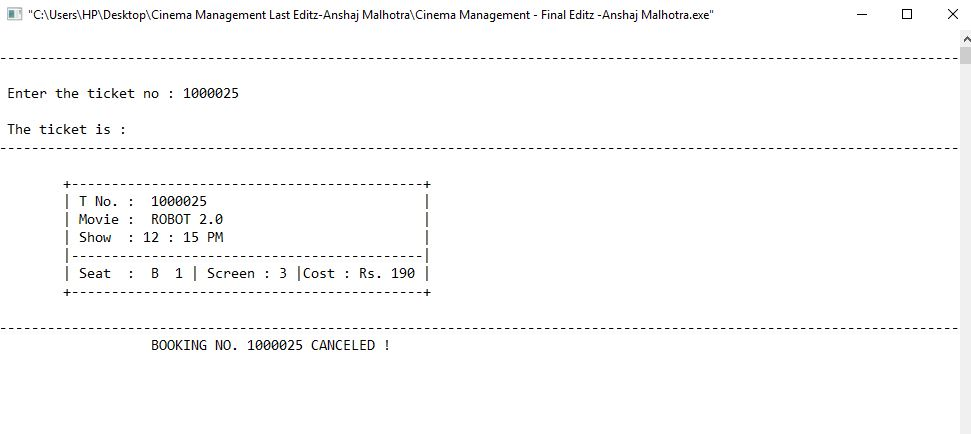 "C:\Users\HP\Desktop\Cinema Management Last Editz-Anshaj Malhotra\Cinema Management - Final Editz -Anshaj Malhotra.exe"
Enter the ticket no : 1000025
The ticket is :
T No. :  1000025
Movie :  ROBOT 2.0
Show  : 12 : 15 PM
Seat  :  B  1 | Screen : 3 |Cost : Rs. 190
BOOKING NO. 1000025 CANCELED !